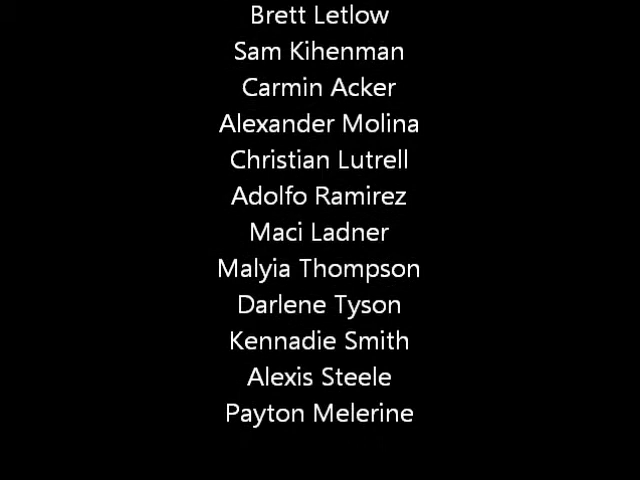 Brett Letlow
Sam Kihenman
Carmin Acker
Alexander Molina
Christian Lutrell
Adolfo Ramirez
Maci Ladner
Malyia Thompson
Darlene Tyson
Kennadie Smith
Alexis Steele
Payton Melerine